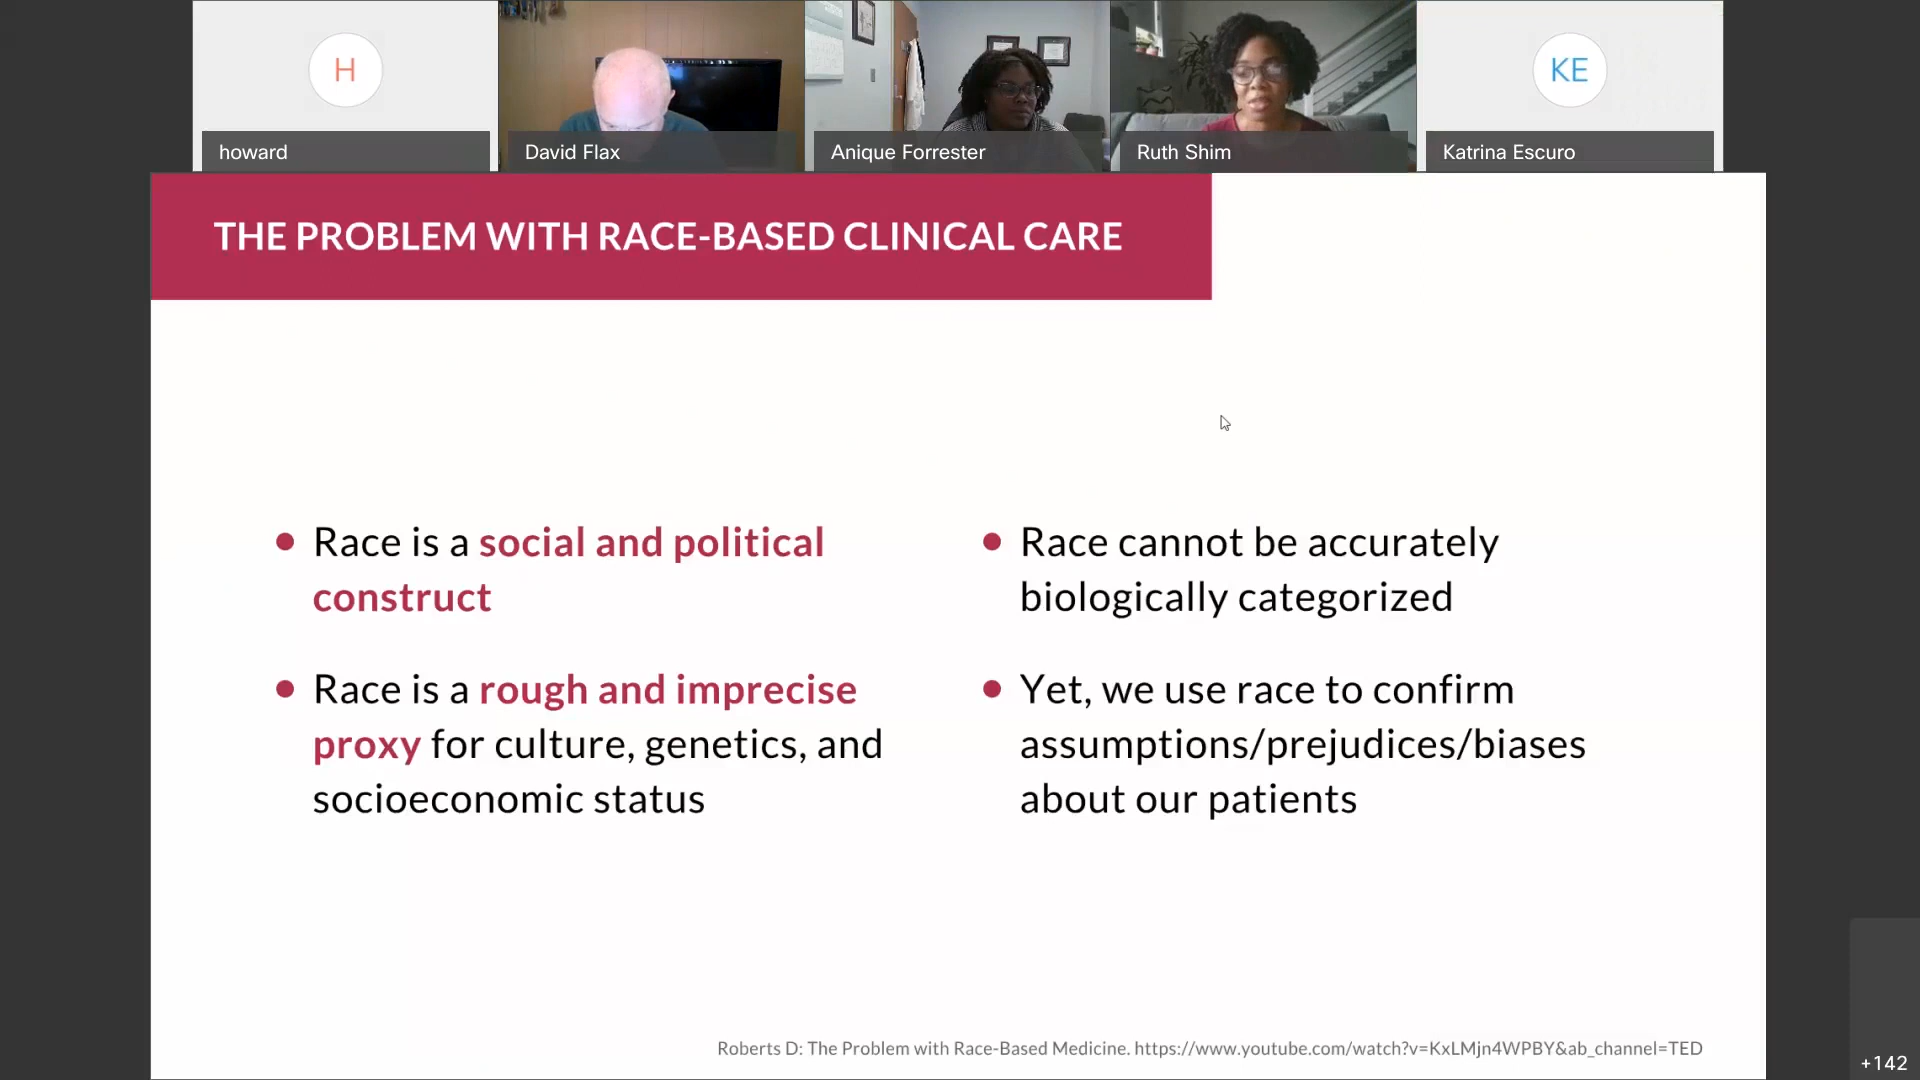 H
KE
howard
David Flax
Anique Forrester
Ruth Shim
Katrina Escuro
THE PROBLEM WITH RACE-BASED CLINICAL CARE
● Race is a social and political
construct
● Race is a rough and imprecise
proxy for culture, genetics, and
socioeconomic status
● Race cannot be accurately
biologically categorized
● Yet, we use race to confirm
assumptions/prejudices/biases
about our patients
Roberts D: The Problem with Race-Based Medicine. https://www.youtube.com/watch?v=KxLMjn4WPBY&ab_channel=TED
+142